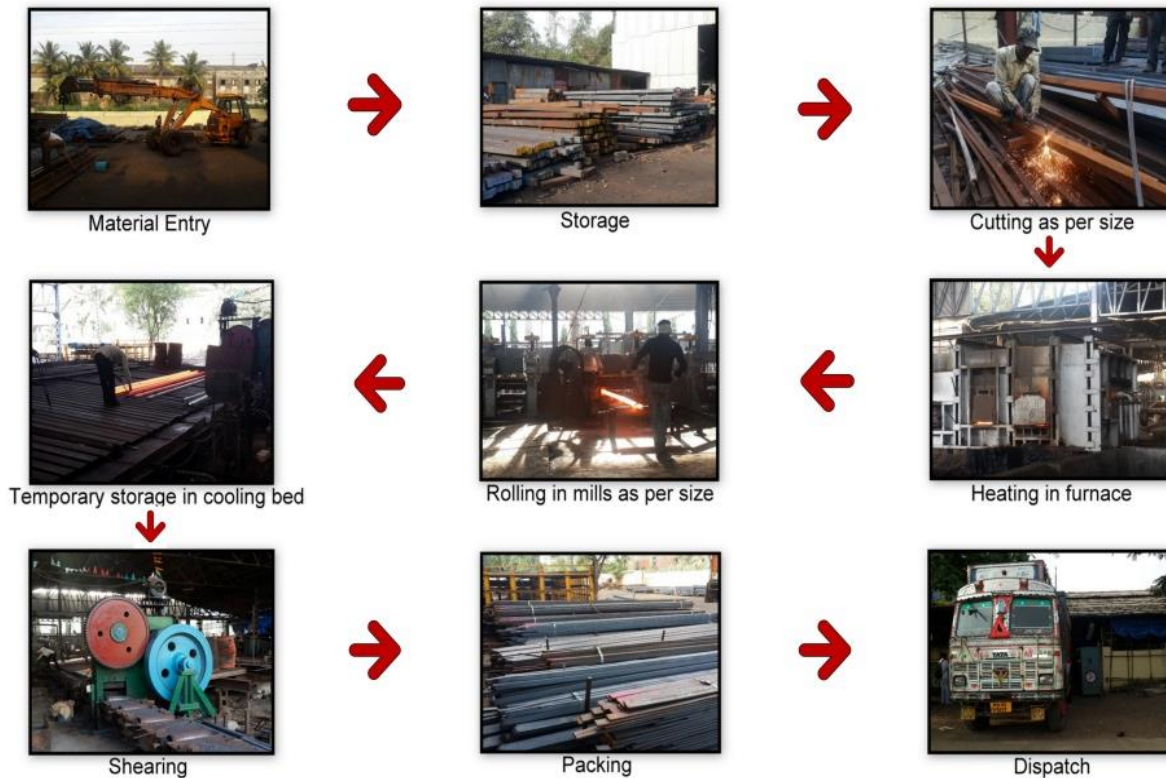 Material Entry
Storage
Cutting as per size
Heating in furnace
Rolling in mills as per size
Temporary storage in cooling bed
Shearing
Packing
Dispatch
TATA